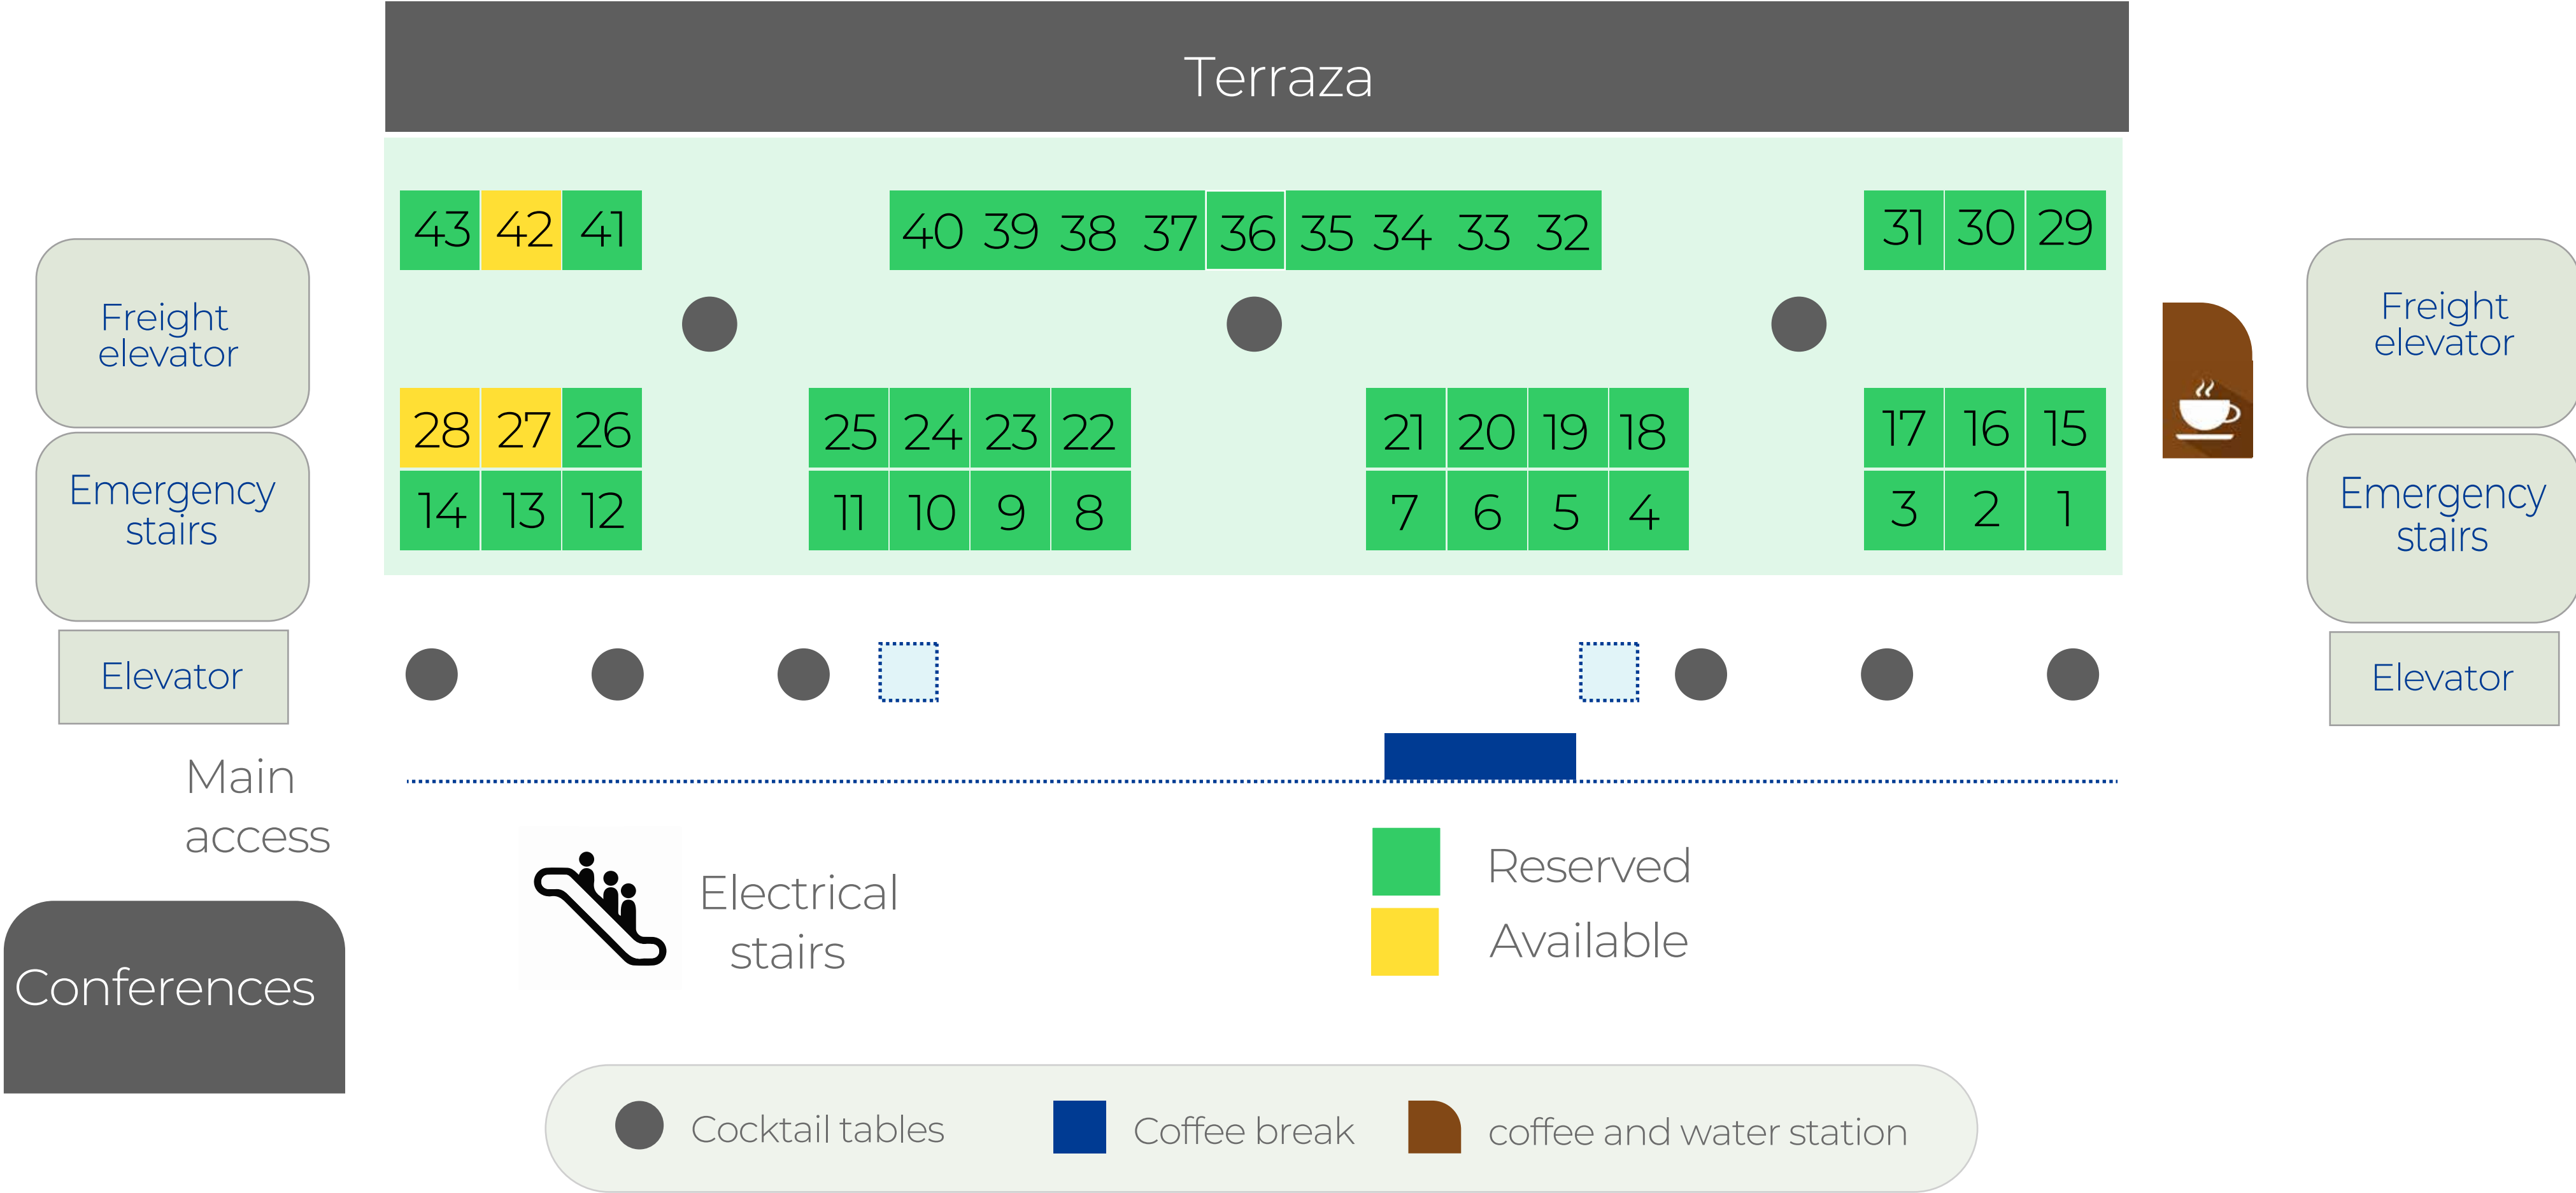 Terraza
43 42 41
40 39 38 37 36 35 34 33 32
31 30 29
Freight
elevator
Emergency
stairs
Elevator
28 27 26
14 13 12
25 24 23 22
11 10 9 8
21 20 19 18
7 6 5 4
17 16 15
3 2 1
Freight
elevator
Emergency
stairs
Elevator
Main
access
Conferences
Electrical
stairs
Reserved
Available
Cocktail tables
Coffee break
coffee and water station